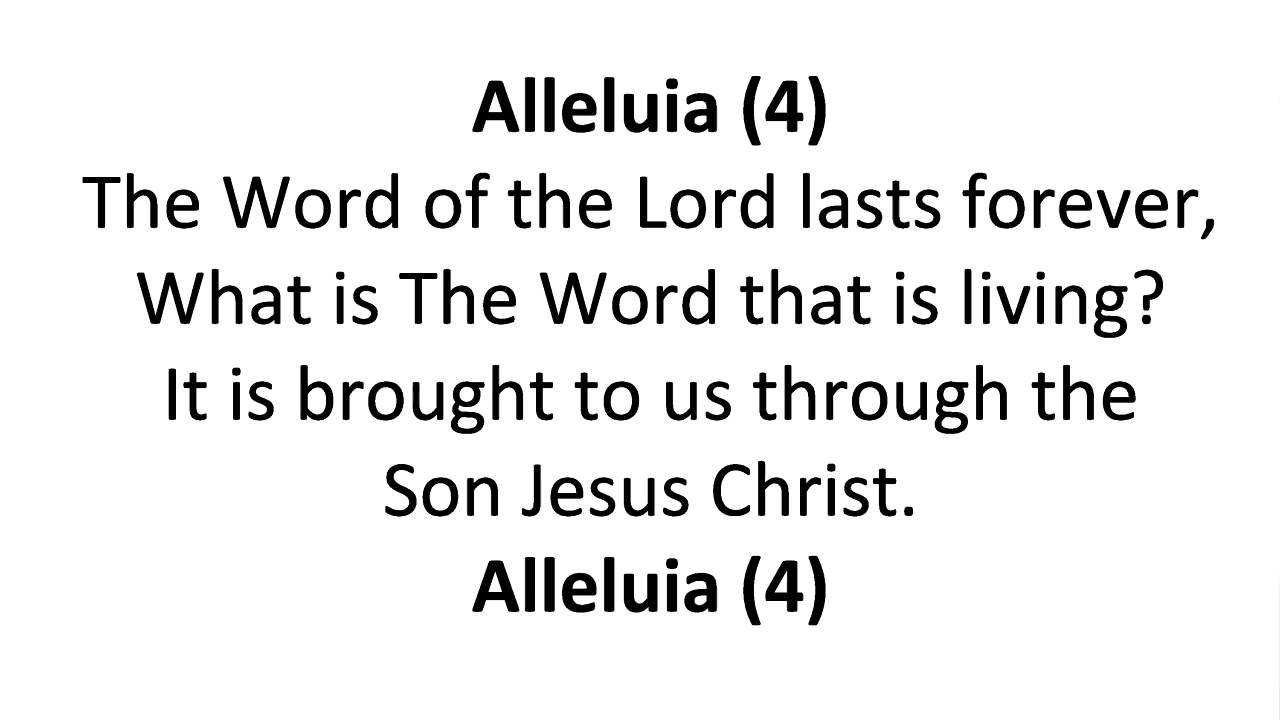 Alleluia (4)
The Word of the Lord lasts forever,
What is The Word that is living?
It is brought to us through the
Son Jesus Christ.
Alleluia (4)